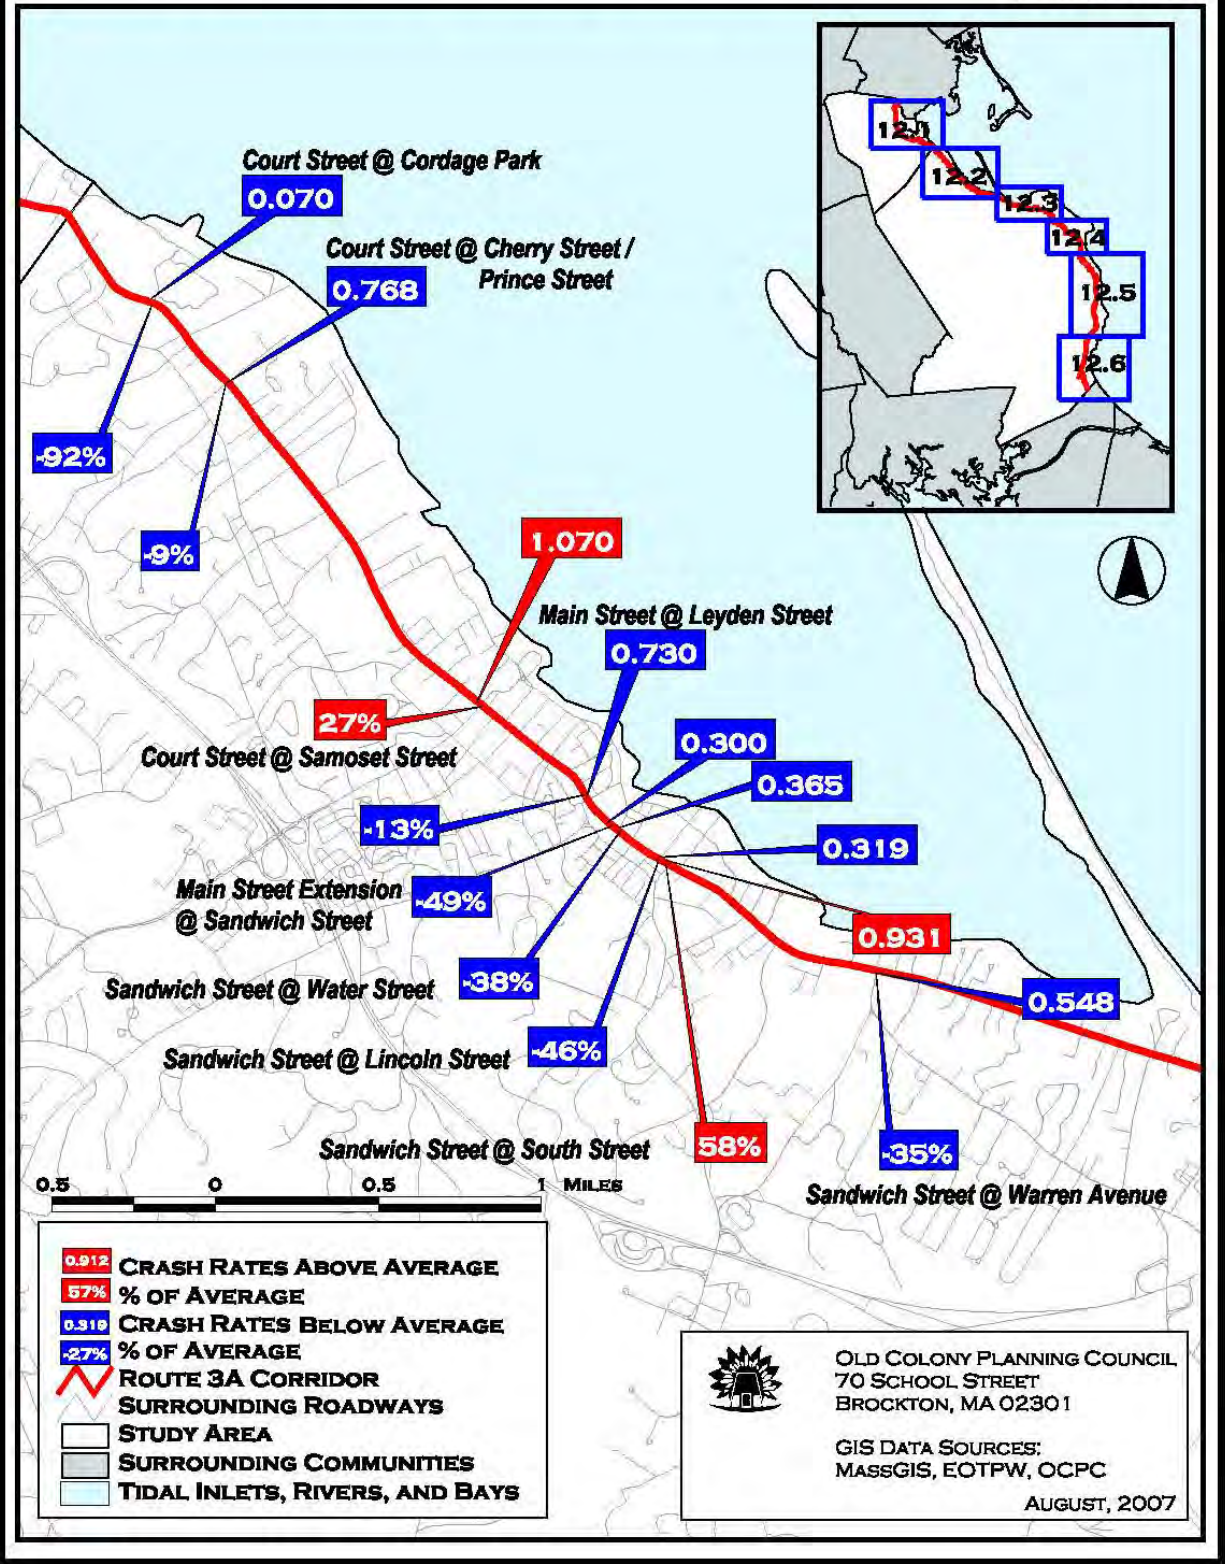 12.1
12.2
12.3
12.4
12.5
12.6
Court Street @ Cordage Park
0.070
Court Street @ Cherry Street /
Prince Street
0.768
-92%
-9%
1.070
Main Street @ Leyden Street
0.730
27%
Court Street @ Samoset Street
0.300
0.365
-13%
0.319
Main Street Extension
@ Sandwich Street
-49%
0.931
Sandwich Street @ Water Street
-38%
0.548
Sandwich Street @ Lincoln Street
-46%
Sandwich Street @ South Street
58%
-35%
Sandwich Street @ Warren Avenue
0.5 0 0.5 1 MILES
0.912 CRASH RATES ABOVE AVERAGE
57% % OF AVERAGE
0.319 CRASH RATES BELOW AVERAGE
-27% % OF AVERAGE
ROUTE 3A CORRIDOR
SURROUNDING ROADWAYS
STUDY AREA
SURROUNDING COMMUNITIES
TIDAL INLETS, RIVERS, AND BAYS
OLD COLONY PLANNING COUNCIL
70 SCHOOL STREET
BROCKTON, MA 02301
GIS DATA SOURCES:
MASSGIS, EOTPW, OCPC
AUGUST, 2007